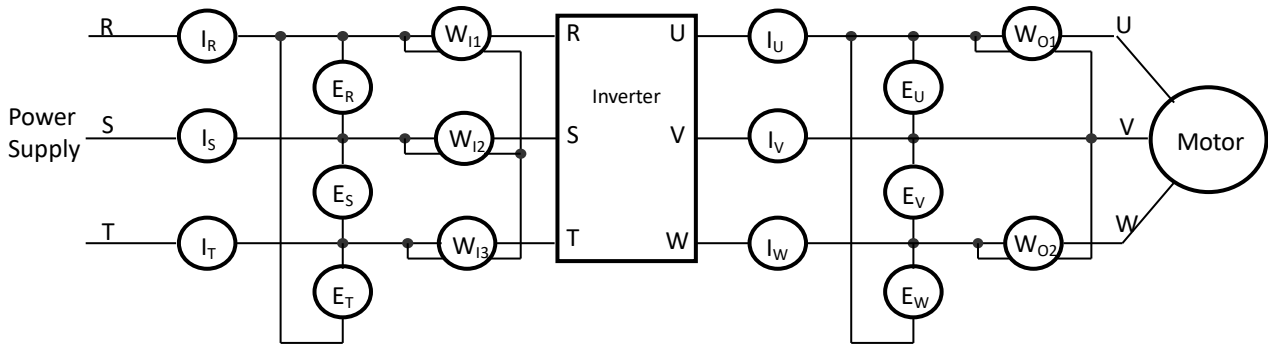 R I_R W_I1 R U I_U W_O1 U
E_R E_U
Inverter
Power Supply
S I_S W_I2 S V I_V V
Motor
E_S E_V
T I_T W_I3 T W I_W W_O2 W
E_T E_W